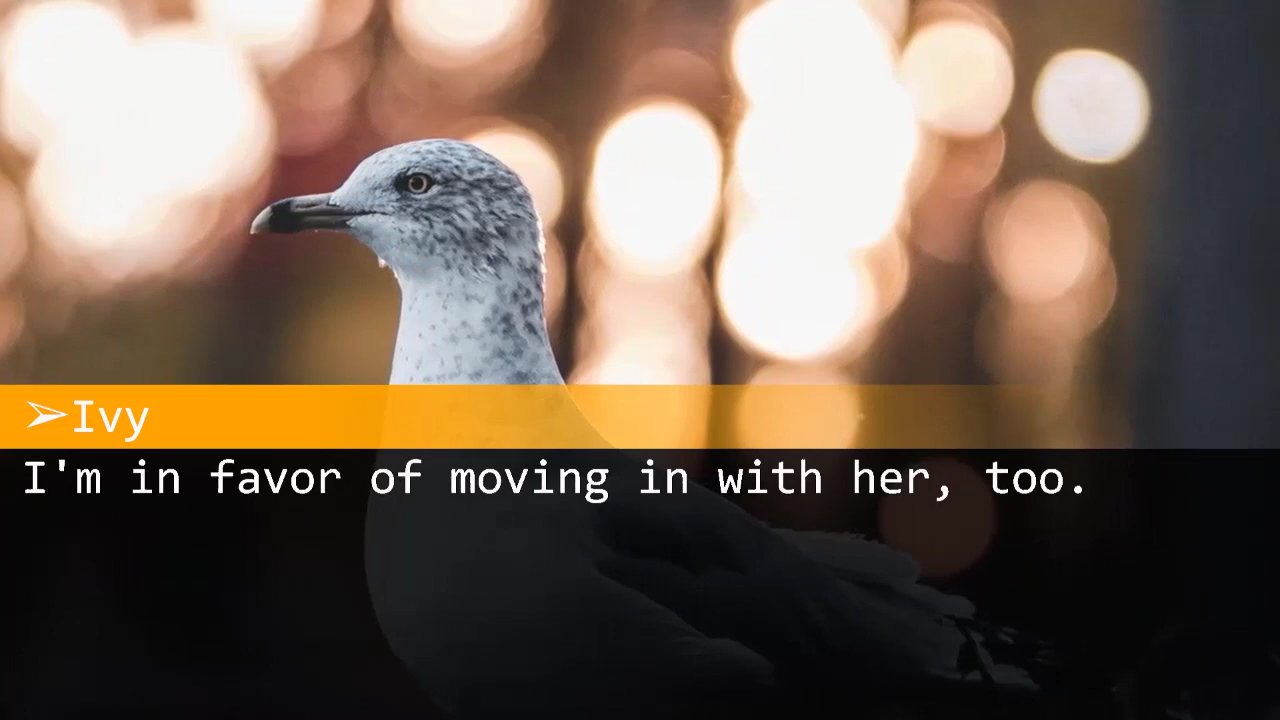 ➢Ivy
I'm in favor of moving in with her, too.